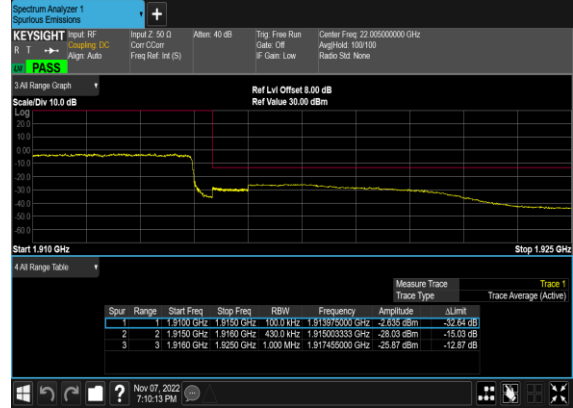 Spectrum Analyzer 1
Spurious Emissions
+
KEYSIGHT Input: RF Input Z: 50 Ω Atten: 40 dB Trig: Free Run Center Freq: 22.005000000 GHz
R T Coupling: DC Corr CCorr Gate: Off Avg|Hold: 100/100
Align: Auto Freq Ref: Int (S) IF Gain: Low Radio Std: None
PASS
3 All Range Graph
Ref Lvl Offset 8.00 dB
Scale/Div 10.0 dB Ref Value 30.00 dBm
Log
20.0
10.0
0.00
-10.0
-20.0
-30.0
-40.0
-50.0
-60.0
Start 1.910 GHz Stop 1.925 GHz
4 All Range Table
Measure Trace Trace 1
Trace Type Trace Average (Active)
Spur Range Start Freq Stop Freq RBW Frequency Amplitude ΔLimit
1 1 1.9100 GHz 1.9150 GHz 100.0 kHz 1.913975000 GHz -2.635 dBm -32.64 dB
2 2 1.9150 GHz 1.9160 GHz 430.0 kHz 1.915003333 GHz -28.03 dBm -15.03 dB
3 3 1.9160 GHz 1.9250 GHz 1.000 MHz 1.917455000 GHz -25.87 dBm -12.87 dB
? Nov 07, 2022
7:10:13 PM